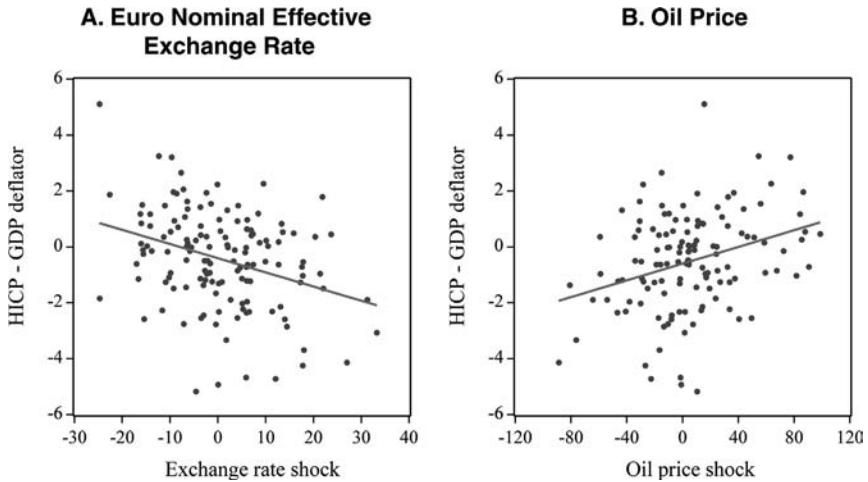 A. Euro Nominal Effective
Exchange Rate
HICP - GDP deflator
6
4
2
0
-2
-4
-6
-30 -20 -10 0 10 20 30 40
Exchange rate shock
B. Oil Price
HICP - GDP deflator
6
4
2
0
-2
-4
-6
-120 -80 -40 0 40 80 120
Oil price shock